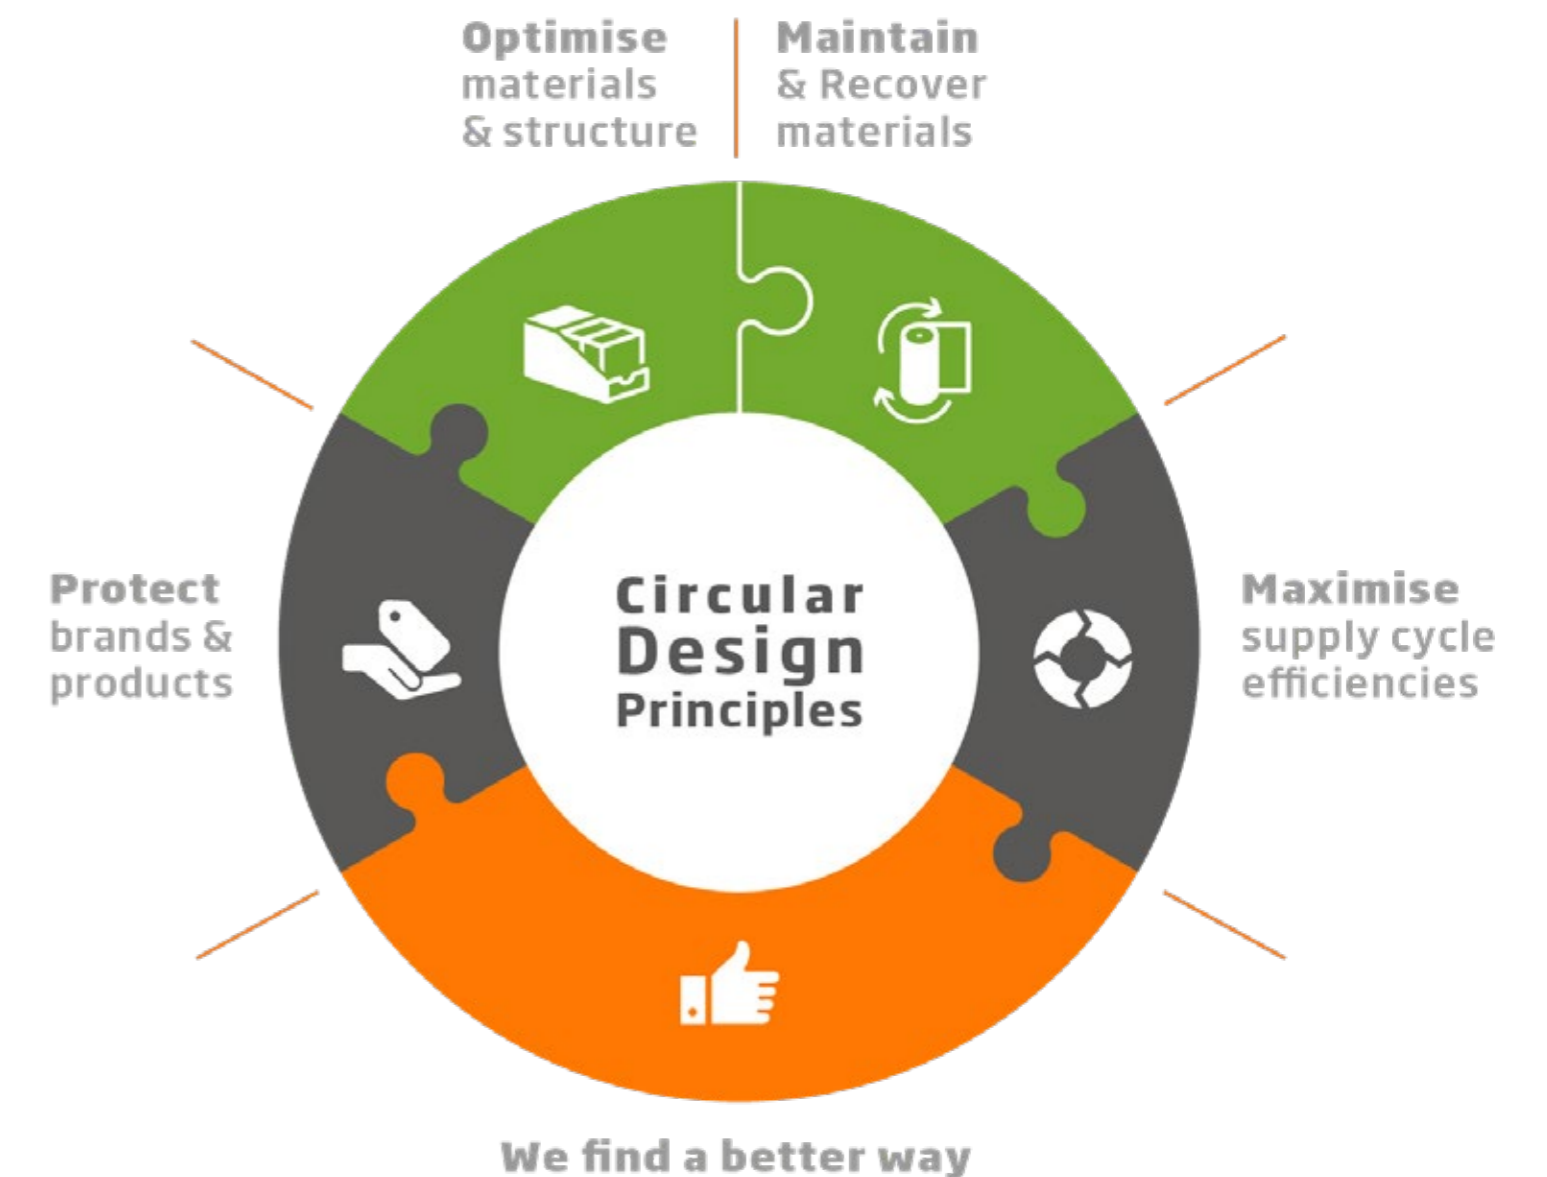 Optimise
materials
& structure
Maintain
& Recover
materials
Protect
brands &
products
Circular
Design
Principles
Maximise
supply cycle
efficiencies
We find a better way